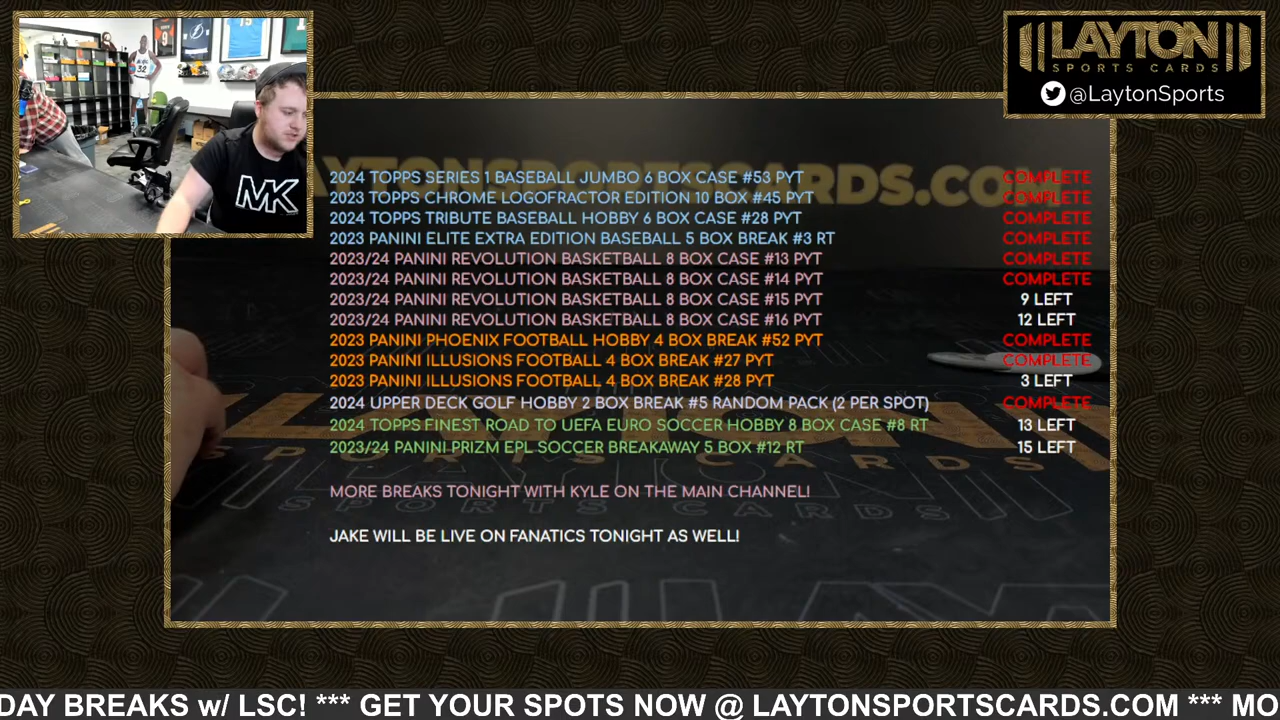 LAYTON
SPORTS CARDS
@LaytonSports
LAYTONSPORTSCARDS.CO
2024 TOPPS SERIES 1 BASEBALL JUMBO 6 BOX CASE #53 PYT COMPLETE
2023 TOPPS CHROME LOGOFRACTOR EDITION 10 BOX #45 PYT COMPLETE
2024 TOPPS TRIBUTE BASEBALL HOBBY 6 BOX CASE #28 PYT COMPLETE
2023 PANINI ELITE EXTRA EDITION BASEBALL 5 BOX BREAK #3 RT COMPLETE
2023/24 PANINI REVOLUTION BASKETBALL 8 BOX CASE #13 PYT COMPLETE
2023/24 PANINI REVOLUTION BASKETBALL 8 BOX CASE #14 PYT COMPLETE
2023/24 PANINI REVOLUTION BASKETBALL 8 BOX CASE #15 PYT 9 LEFT
2023/24 PANINI REVOLUTION BASKETBALL 8 BOX CASE #16 PYT 12 LEFT
2023 PANINI PHOENIX FOOTBALL HOBBY 4 BOX BREAK #52 PYT COMPLETE
2023 PANINI ILLUSIONS FOOTBALL 4 BOX BREAK #27 PYT COMPLETE
2023 PANINI ILLUSIONS FOOTBALL 4 BOX BREAK #28 PYT 3 LEFT
2024 UPPER DECK GOLF HOBBY 2 BOX BREAK #5 RANDOM PACK (2 PER SPOT) COMPLETE
2024 TOPPS FINEST ROAD TO UEFA EURO SOCCER HOBBY 8 BOX CASE #8 RT 13 LEFT
2023/24 PANINI PRIZM EPL SOCCER BREAKAWAY 5 BOX #12 RT 15 LEFT
LAYTON
SPORTS CARDS
MORE BREAKS TONIGHT WITH KYLE ON THE MAIN CHANNEL!
SPORTS CARDS
JAKE WILL BE LIVE ON FANATICS TONIGHT AS WELL!
MK
DAY BREAKS w/ LSC! *** GET YOUR SPOTS NOW @ LAYTONSPORTSCARDS.COM *** MO